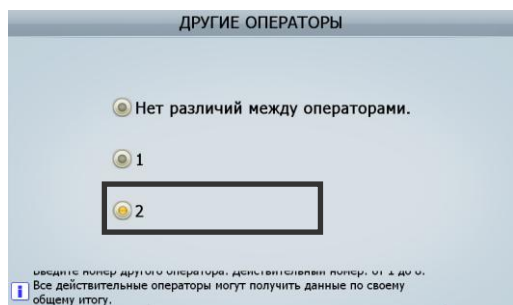 ДРУГИЕ ОПЕРАТОРЫ
Нет различий между операторами.
1
2
Введите номер другого оператора. Действительный номер: от 1 до 6.
Все действительные операторы могут получить данные по своему
общему итогу.